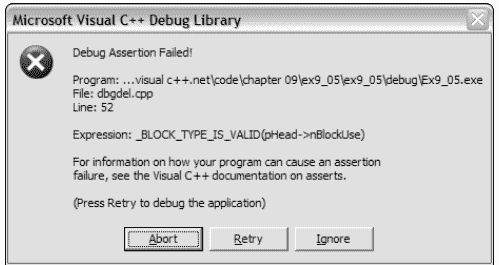 Microsoft Visual C++ Debug Library
Debug Assertion Failed!
Program: ...visual c++.net\code\chapter 09\ex9_05\ex9_05\debug\Ex9_05.exe
File: dbgdel.cpp
Line: 52
Expression: _BLOCK_TYPE_IS_VALID(pHead->nBlockUse)
For information on how your program can cause an assertion
failure, see the Visual C++ documentation on asserts.
(Press Retry to debug the application)
Abort Retry Ignore